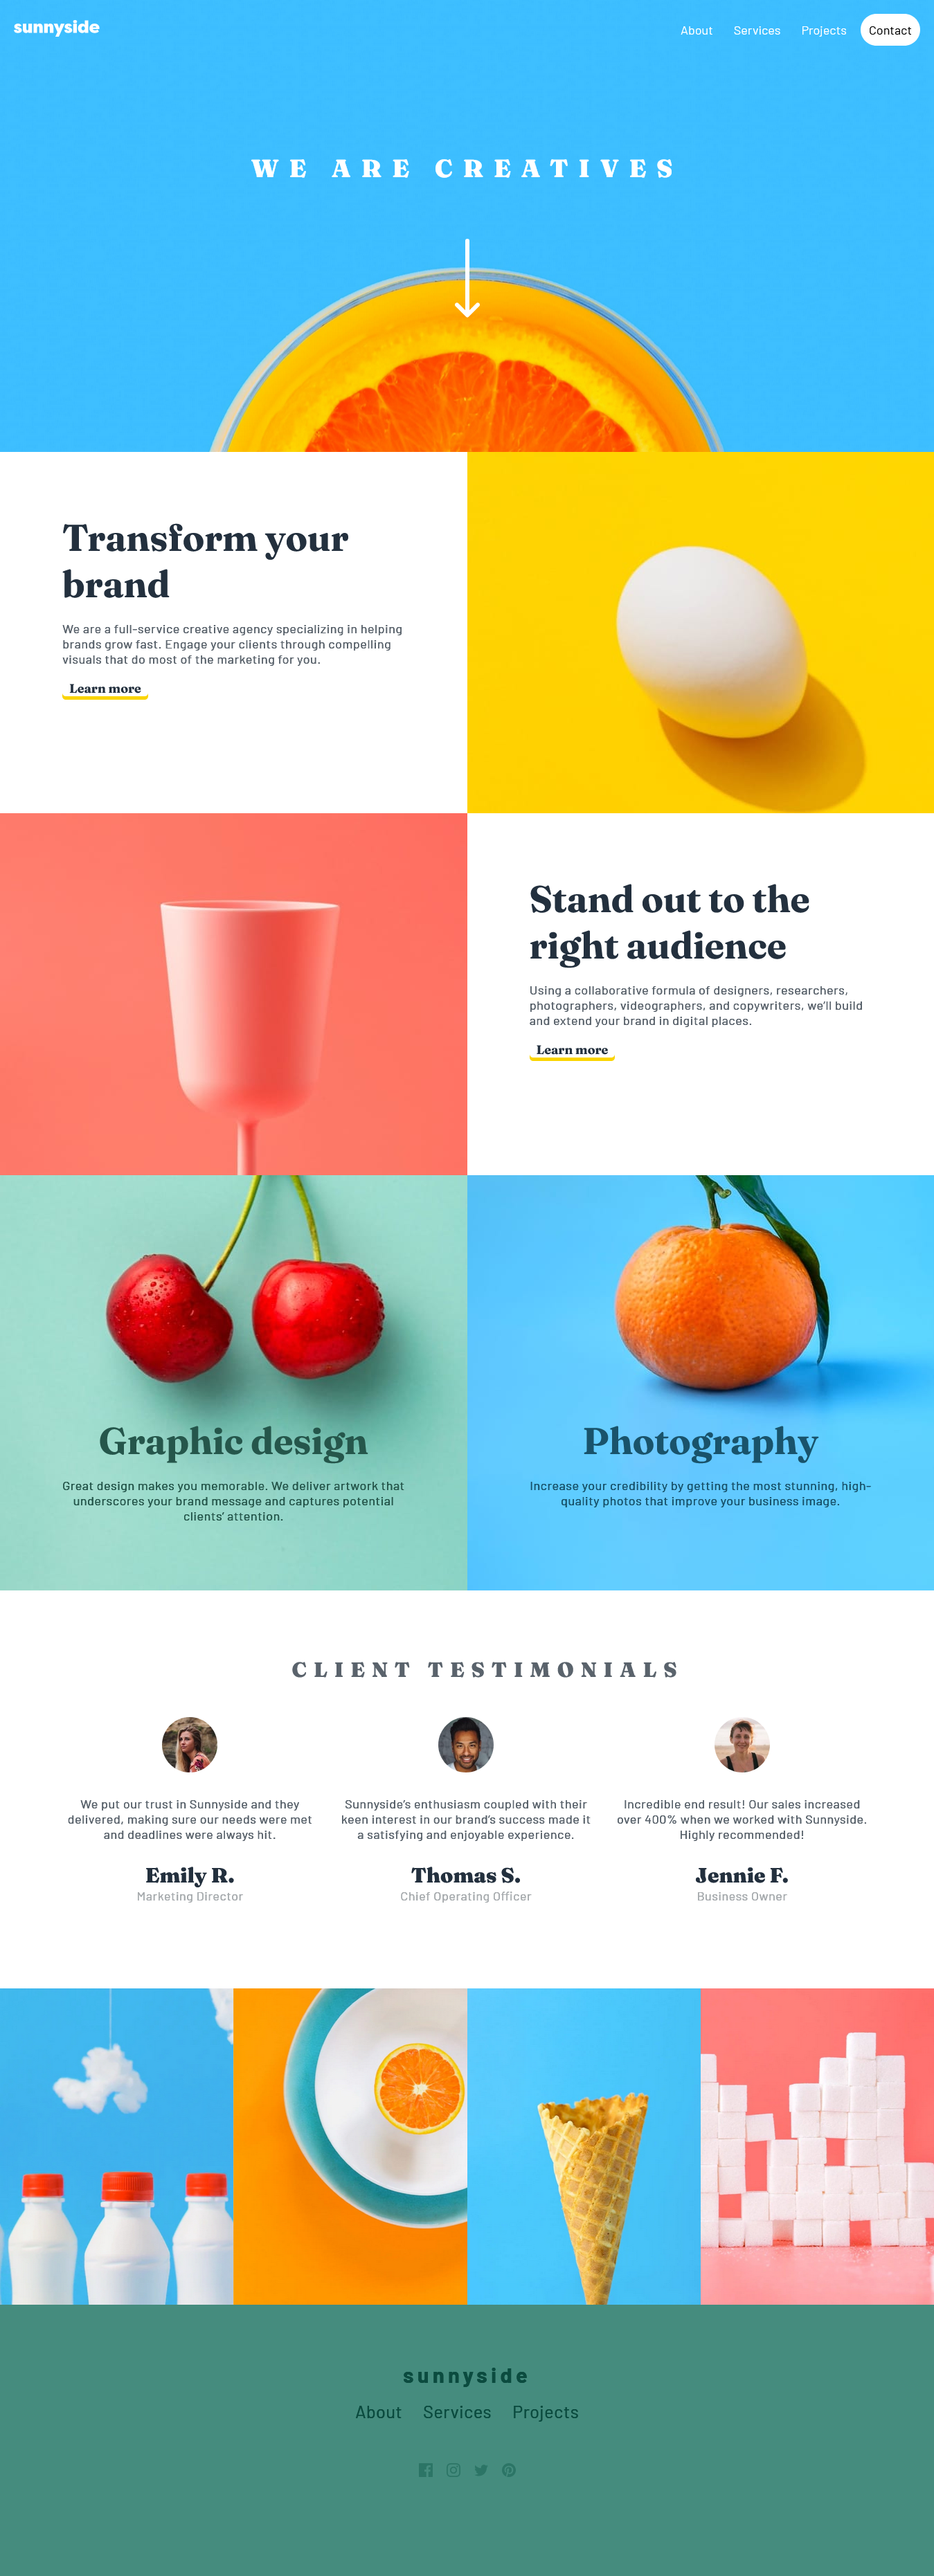 sunnyside
About Services Projects Contact
WE ARE CREATIVES
Transform your
brand
We are a full-service creative agency specializing in helping
brands grow fast. Engage your clients through compelling
visuals that do most of the marketing for you.
Learn more
Stand out to the
right audience
Using a collaborative formula of designers, researchers,
photographers, videographers, and copywriters, we’ll build
and extend your brand in digital places.
Learn more
Graphic design
Great design makes you memorable. We deliver artwork that
underscores your brand message and captures potential
clients’ attention.
Photography
Increase your credibility by getting the most stunning, high-
quality photos that improve your business image.
CLIENT TESTIMONIALS
We put our trust in Sunnyside and they
delivered, making sure our needs were met
and deadlines were always hit.
Emily R.
Marketing Director
Sunnyside’s enthusiasm coupled with their
keen interest in our brand’s success made it
a satisfying and enjoyable experience.
Thomas S.
Chief Operating Officer
Incredible end result! Our sales increased
over 400% when we worked with Sunnyside.
Highly recommended!
Jennie F.
Business Owner
sunnyside
About Services Projects